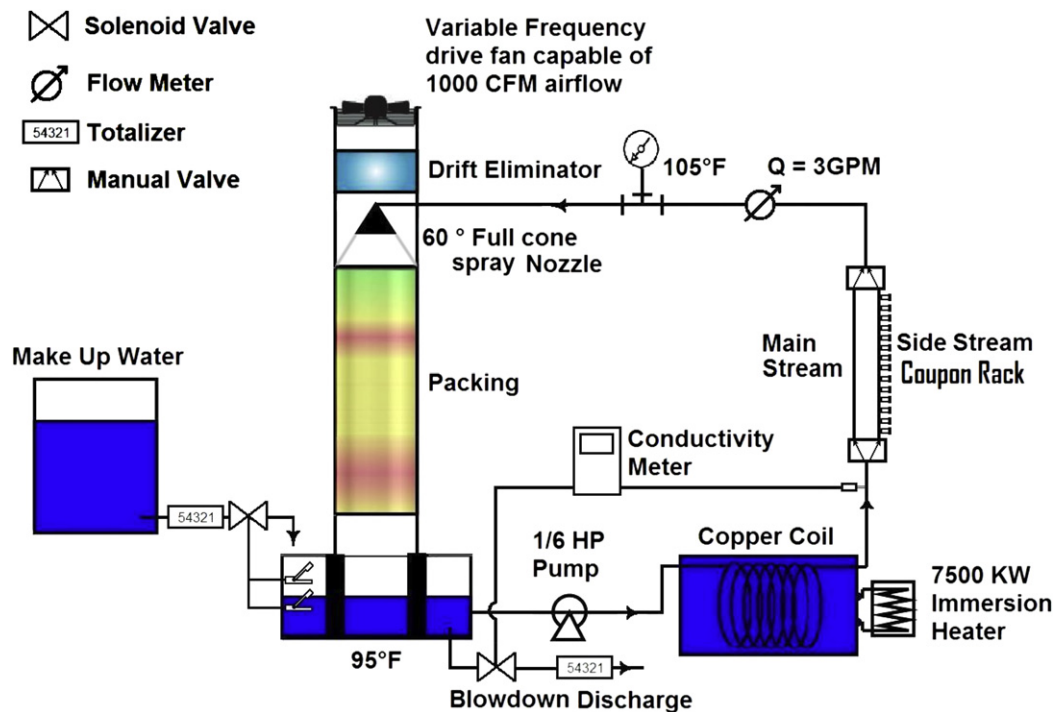 Solenoid Valve
Flow Meter
54321
Totalizer
Manual Valve
Variable Frequency
drive fan capable of
1000 CFM airflow
Drift Eliminator
105°F
Q = 3GPM
60 ° Full cone
spray Nozzle
Make Up Water
Packing
Main
Stream
Side Stream
Coupon Rack
Conductivity
Meter
54321
1/6 HP
Pump
Copper Coil
7500 KW
Immersion
Heater
95°F
54321
Blowdown Discharge